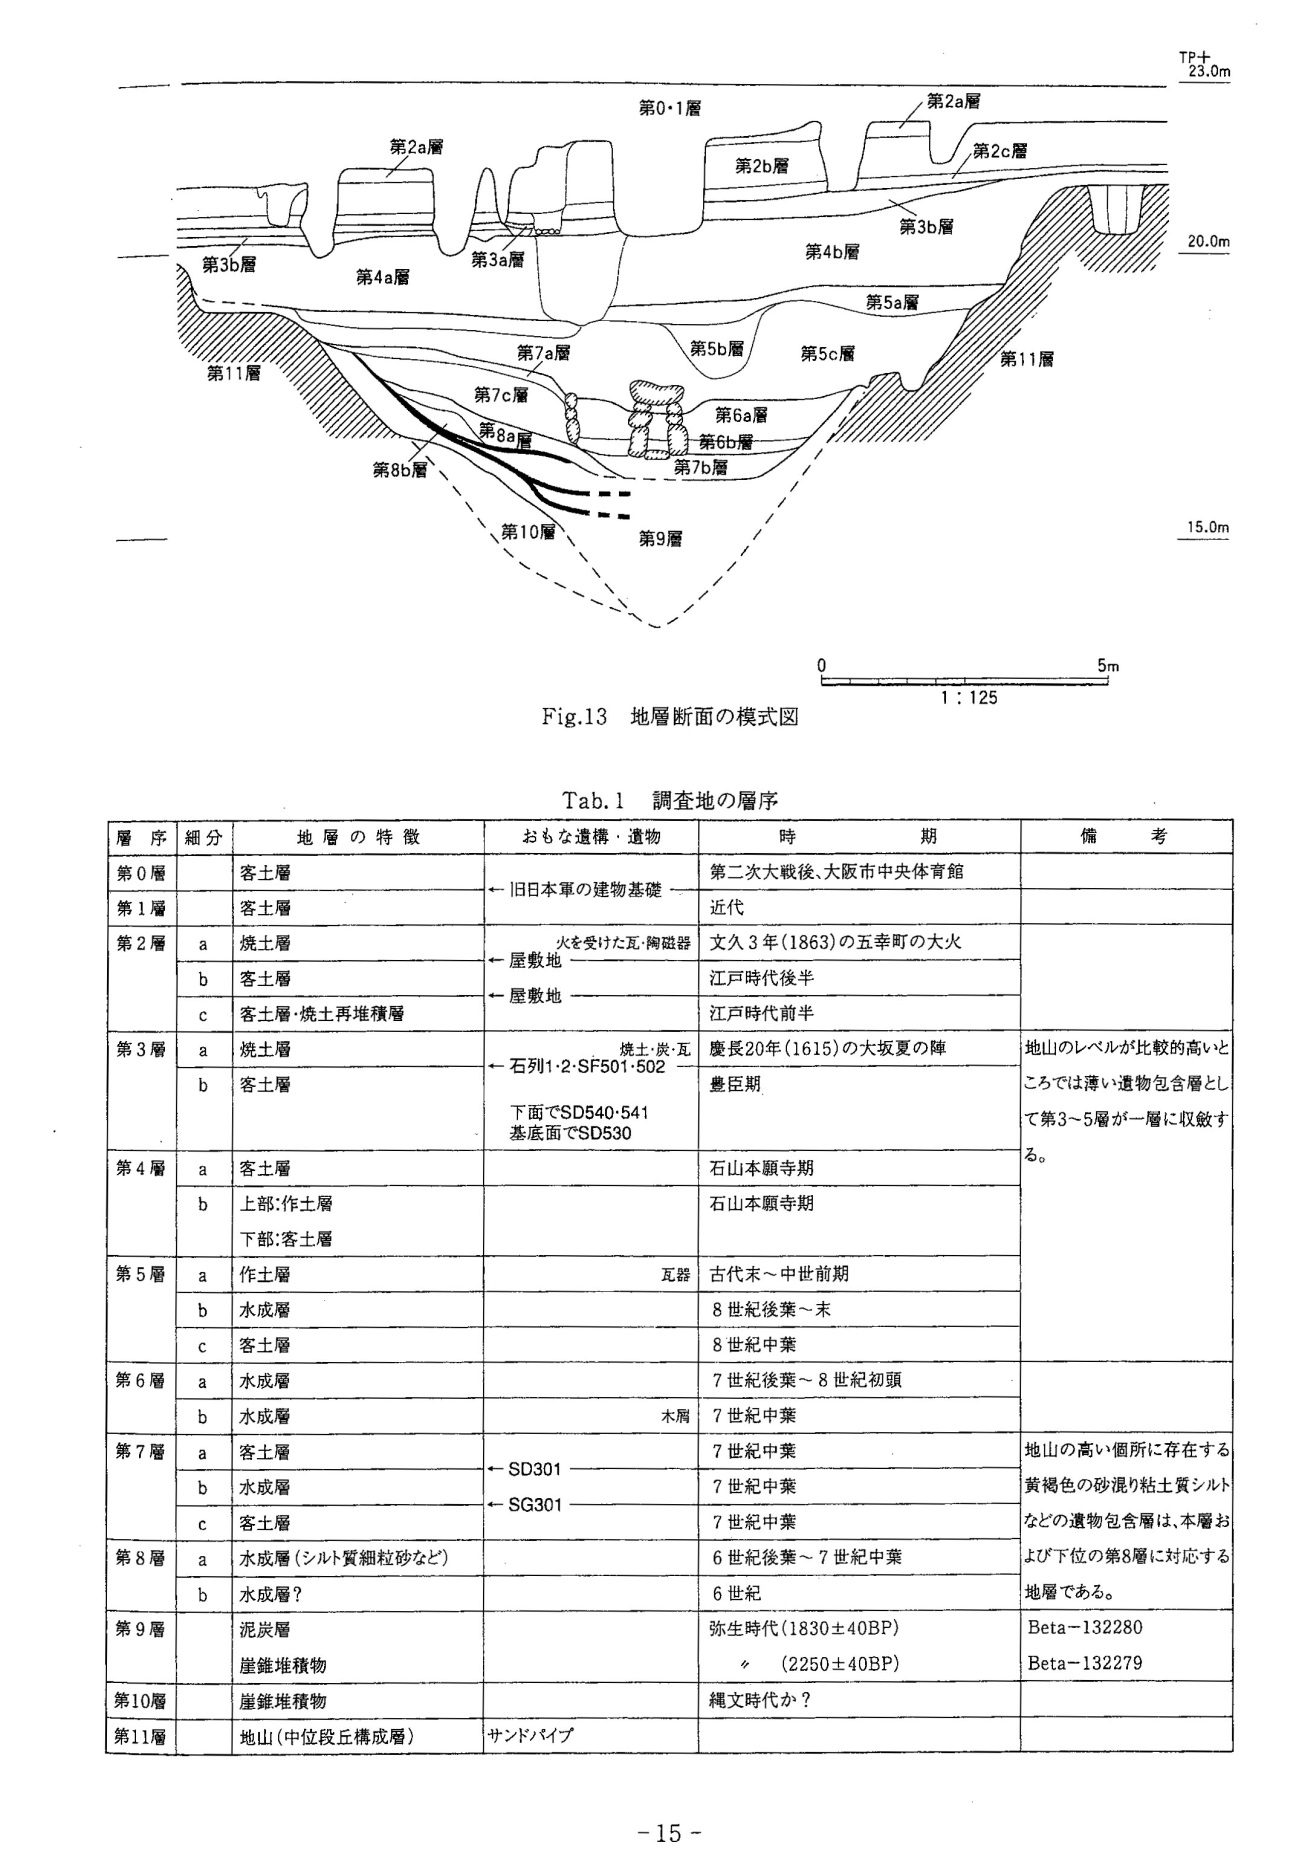 TP+
23.0m
第0・1層
第2a層
第2a層
第2b層
第2c層
第3b層
第3b層
第3a層
第4a層
第4b層
20.0m
第5a層
第7a層
第5b層
第5c層
第11層
第11層
第7c層
第6a層
第8a層
第6b層
第8b層
第7b層
第10層
第9層
15.0m
0 5m
1：125
Fig.13 地層断面の模式図
Tab.1 調査地の層序
層序 細分 地層の特徴 おもな遺構・遺物 時期 備考
第0層 客土層 第二次大戦後、大阪市中央体育館
←旧日本軍の建物基礎
第1層 客土層 近代
第2層 a 焼土層 火を受けた瓦・陶磁器 文久3年(1863)の五幸町の大火
←屋敷地
b 客土層 江戸時代後半
←屋敷地
c 客土層・焼土再堆積層 江戸時代前半
第3層 a 焼土層 焼土・炭・瓦 慶長20年(1615)の大坂夏の陣 地山のレベルが比較的高いと
←石列1・2・SF501・502
b 客土層 豊臣期 ころでは薄い遺物包含層とし
下面でSD540・541 て第3～5層が一層に収斂す
基底面でSD530
る。
第4層 a 客土層 石山本願寺期
b 上部:作土層 石山本願寺期
下部:客土層
第5層 a 作土層 瓦器 古代末～中世前期
b 水成層 8世紀後葉～末
c 客土層 8世紀中葉
第6層 a 水成層 7世紀後葉～8世紀初頭
b 水成層 木屑 7世紀中葉
第7層 a 客土層 7世紀中葉 地山の高い個所に存在する
←SD301
b 水成層 7世紀中葉 黄褐色の砂混り粘土質シルト
←SG301
c 客土層 7世紀中葉 などの遺物包含層は、本層お
第8層 a 水成層(シルト質細粒砂など) 6世紀後葉～7世紀中葉 よび下位の第8層に対応する
b 水成層? 6世紀 地層である。
第9層 泥炭層 弥生時代(1830±40BP) Beta-132280
崖錐堆積物 〃 (2250±40BP) Beta-132279
第10層 崖錐堆積物 縄文時代か?
第11層 地山(中位段丘構成層) サンドパイプ
-15-